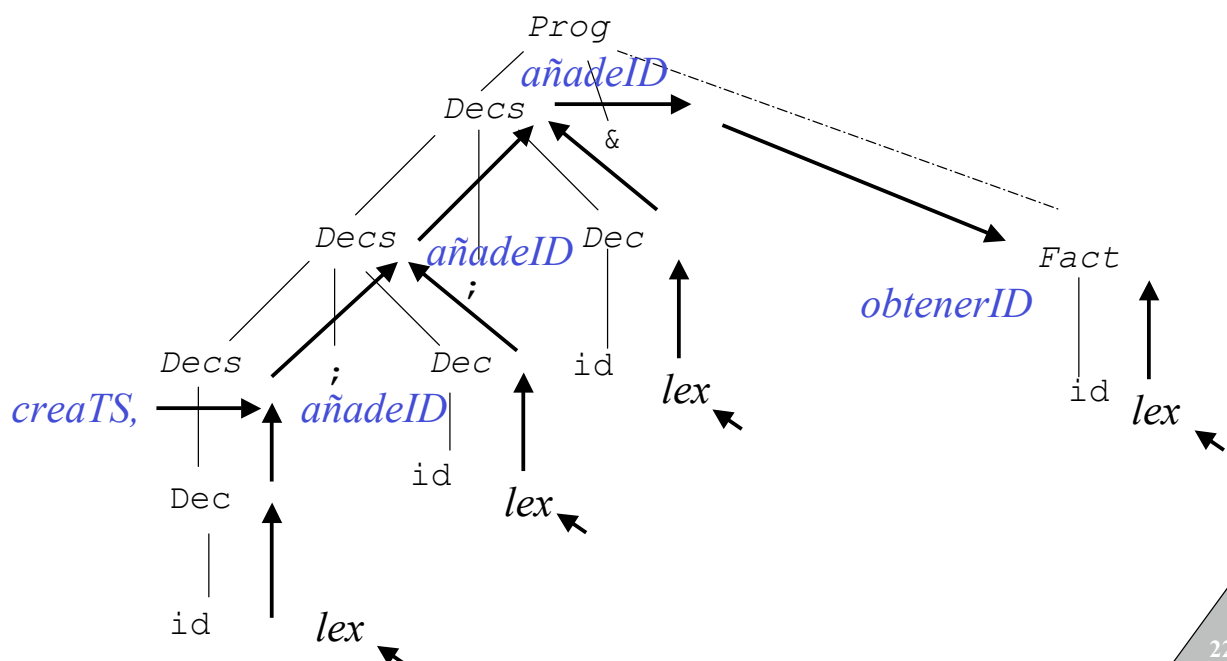 Prog
añadeID
Decs
&
Decs
añadeID
Dec
Fact
;
obtenerID
Decs
;
Dec
id
id
creaTS,
añadeID
lex
lex
id
Dec
lex
id
lex
22